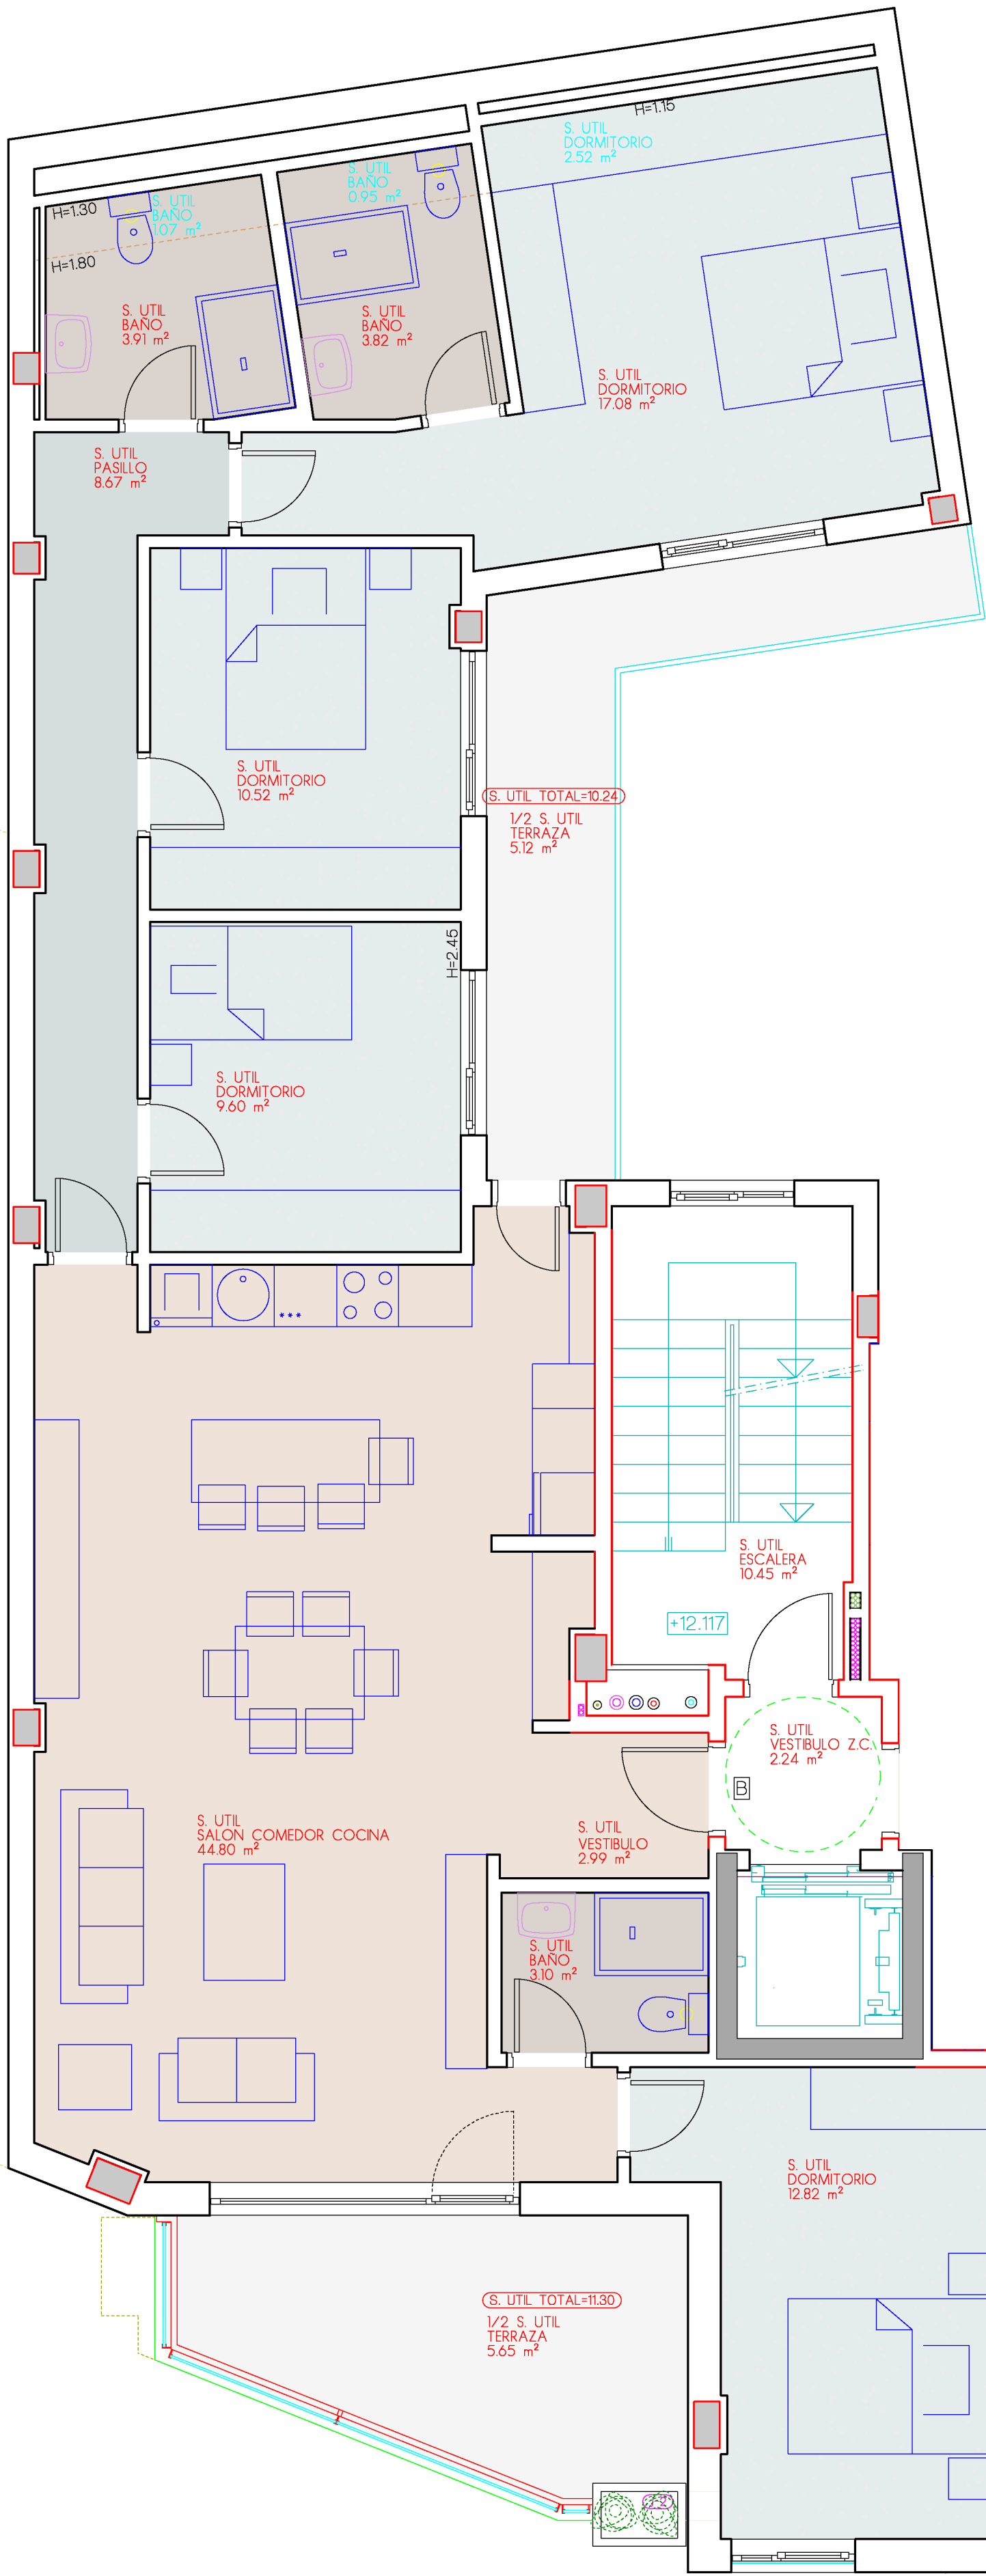 H=1.15
S. UTIL
DORMITORIO
2.52 m²
S. UTIL
BAÑO
0.95 m²
S. UTIL
BAÑO
1.07 m²
H=1.30
H=1.80
S. UTIL
BAÑO
3.91 m²
S. UTIL
BAÑO
3.82 m²
S. UTIL
DORMITORIO
17.08 m²
S. UTIL
PASILLO
8.67 m²
S. UTIL
DORMITORIO
10.52 m²
S. UTIL TOTAL=10.24
1/2 S. UTIL
TERRAZA
5.12 m²
H=2.45
S. UTIL
DORMITORIO
9.60 m²
***
S. UTIL
ESCALERA
10.45 m²
+12.117
S. UTIL
VESTIBULO Z.C.
2.24 m²
B
S. UTIL
SALON COMEDOR COCINA
44.80 m²
S. UTIL
VESTIBULO
2.99 m²
S. UTIL
BAÑO
3.10 m²
S. UTIL
DORMITORIO
12.82 m²
S. UTIL TOTAL=11.30
1/2 S. UTIL
TERRAZA
5.65 m²